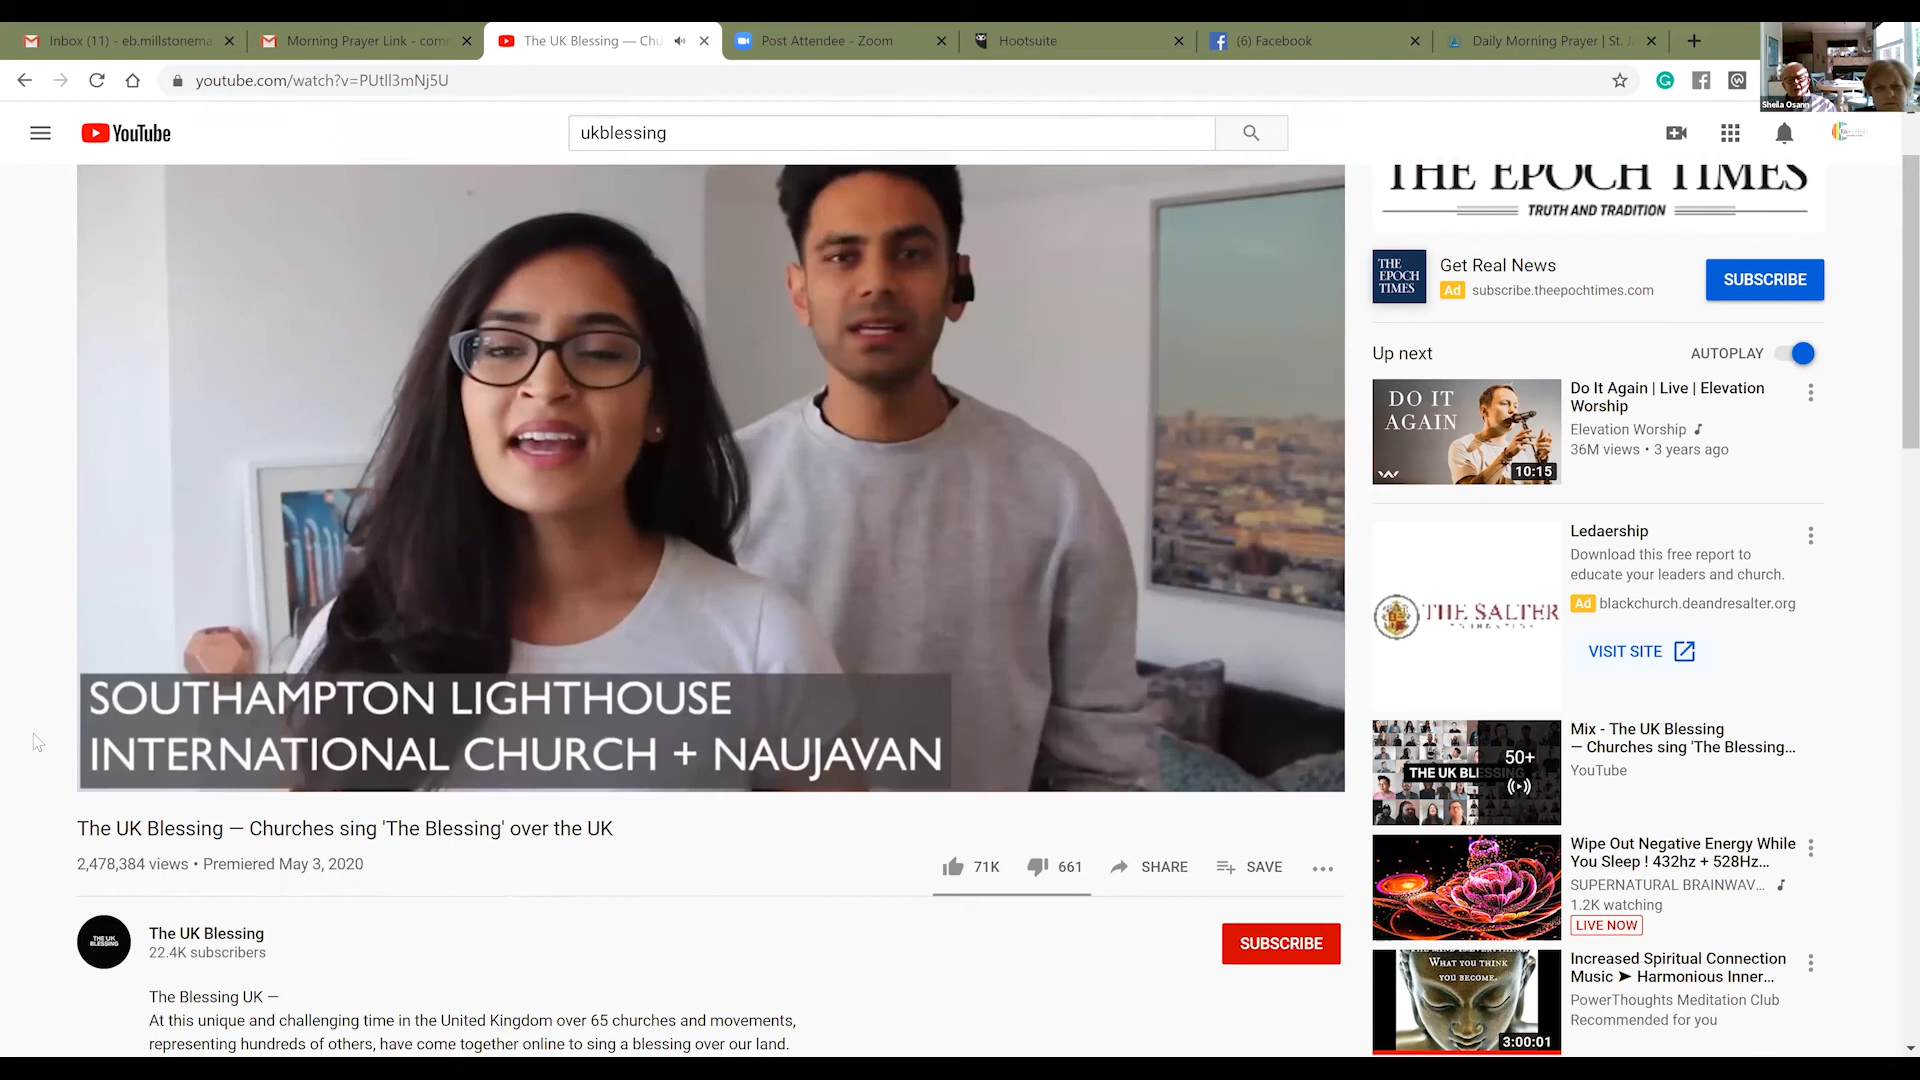 Inbox (11) - eb.millstonema
Morning Prayer Link - com
The UK Blessing — Chu
Post Attendee - Zoom
Hootsuite
(6) Facebook
Daily Morning Prayer | St. J
youtube.com/watch?v=PUtll3mNj5U
Sheila Osann
YouTube
ukblessing
THE EPOCH TIMES
TRUTH AND TRADITION
THE
EPOCH
TIMES
Get Real News
Ad subscribe.theepochtimes.com
SUBSCRIBE
Up next
AUTOPLAY
DO IT
AGAIN
10:15
Do It Again | Live | Elevation
Worship
Elevation Worship
36M views • 3 years ago
THE SALTER
Ledaership
Download this free report to
educate your leaders and church.
Ad blackchurch.deandresalter.org
VISIT SITE
SOUTHAMPTON LIGHTHOUSE
INTERNATIONAL CHURCH + NAUJAVAN
THE UK BLESSING
50+
Mix - The UK Blessing
— Churches sing 'The Blessing...
YouTube
The UK Blessing — Churches sing 'The Blessing' over the UK
2,478,384 views • Premiered May 3, 2020
71K
661
SHARE
SAVE
Wipe Out Negative Energy While
You Sleep ! 432hz + 528Hz...
SUPERNATURAL BRAINWAV...
1.2K watching
LIVE NOW
THE UK
BLESSING
The UK Blessing
22.4K subscribers
SUBSCRIBE
The Blessing UK —
At this unique and challenging time in the United Kingdom over 65 churches and movements,
representing hundreds of others, have come together online to sing a blessing over our land.
THE MIND IS EVERYTHING
WHAT YOU THINK
YOU BECOME.
3:00:01
Increased Spiritual Connection
Music ➤ Harmonious Inner...
PowerThoughts Meditation Club
Recommended for you